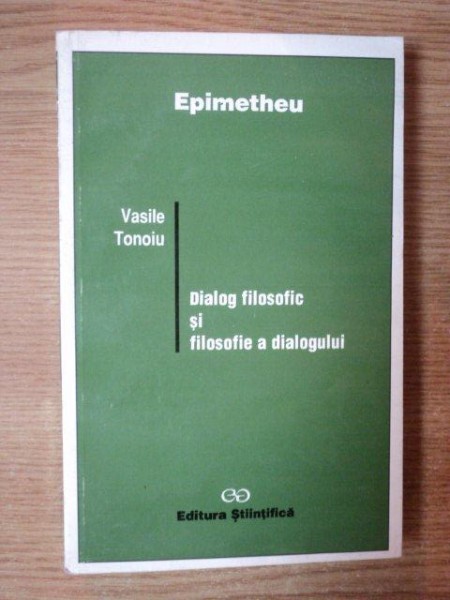 Epimetheu
Vasile
Tonoiu
Dialog filosofic
și
filosofie a dialogului
Editura Științifică